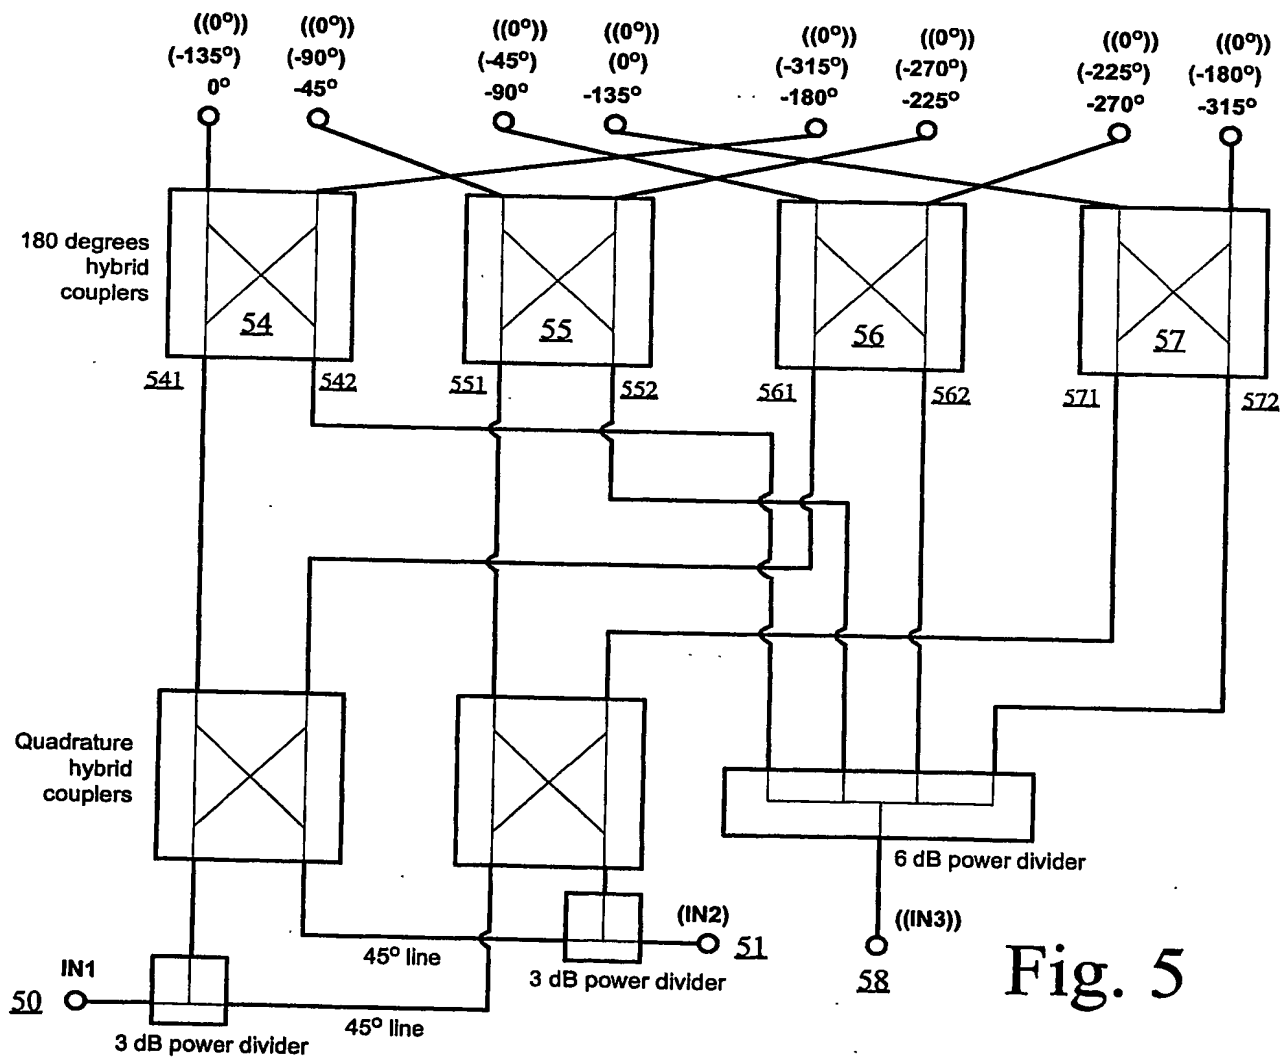 ((0°)) ((0°)) ((0°)) ((0°)) ((0°)) ((0°)) ((0°)) ((0°))
(-135°) (-90°) (-45°) (0°) (-315°) (-270°) (-225°) (-180°)
0° -45° -90° -135° -180° -225° -270° -315°
180 degrees
hybrid
couplers
54 55 56 57
541 542 551 552 561 562 571 572
Quadrature
hybrid
couplers
6 dB power divider
(IN2) 51
((IN3))
58
45° line
3 dB power divider
IN1
50
45° line
3 dB power divider
Fig. 5